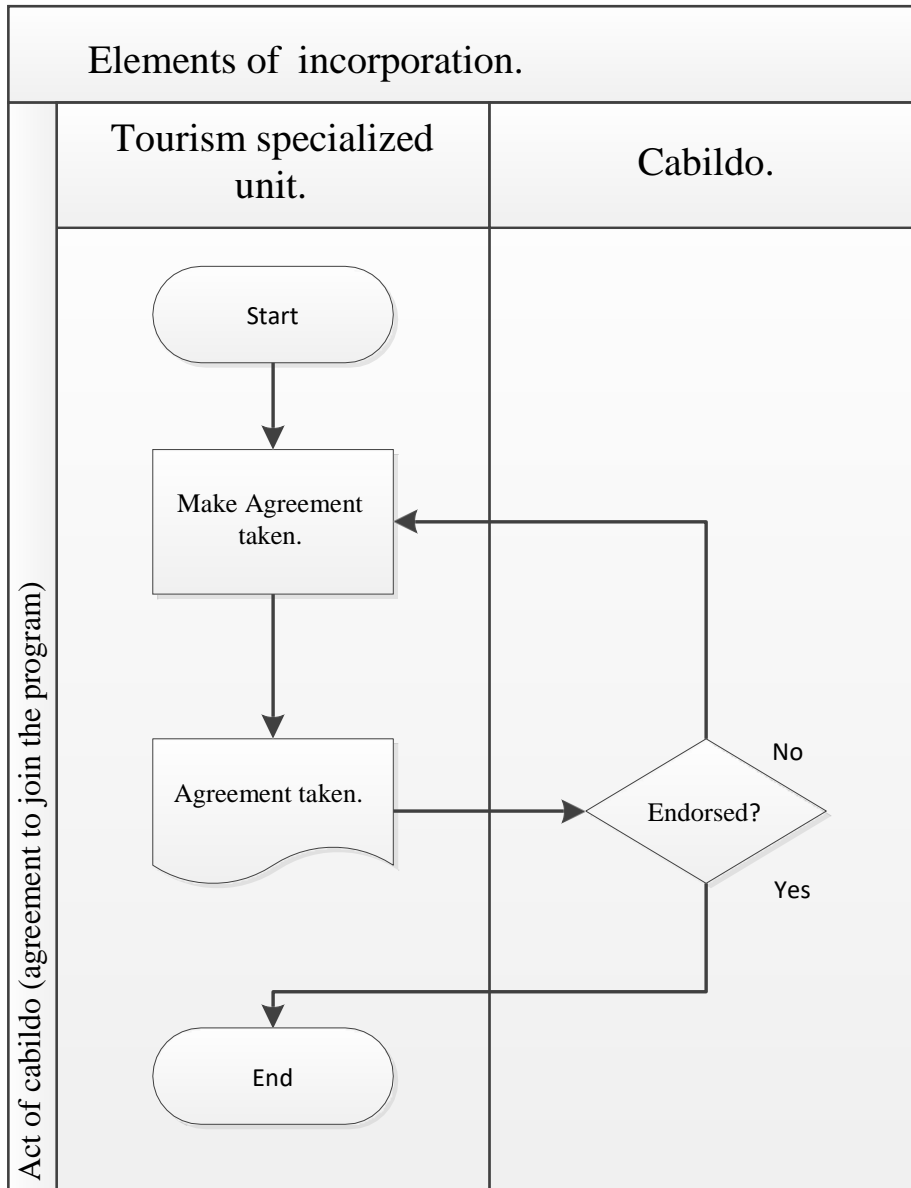 Elements of incorporation.
Tourism specialized
unit.
Cabildo.
Act of cabildo (agreement to join the program)
Start
Make Agreement
taken.
Agreement taken.
Endorsed?
No
Yes
End